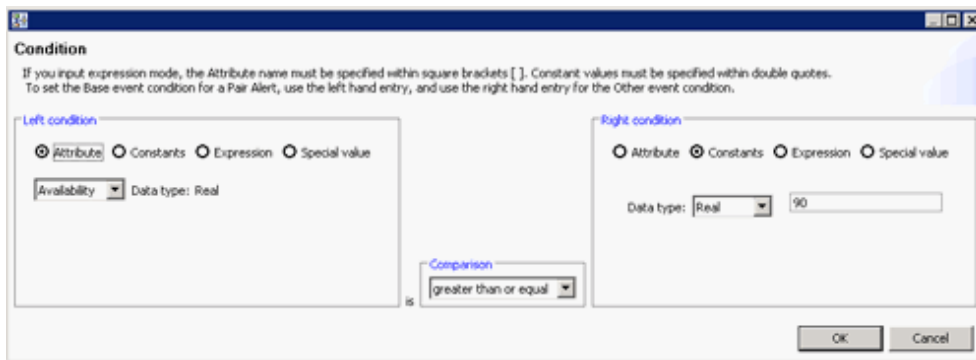 Condition
If you input expression mode, the Attribute name must be specified within square brackets [ ]. Constant values must be specified within double quotes.
To set the Base event condition for a Pair Alert, use the left hand entry, and use the right hand entry for the Other event condition.
Left condition
Attribute Constants Expression Special value
Availability Data type: Real
is
Comparison
greater than or equal
Right condition
Attribute Constants Expression Special value
Data type: Real 90
OK Cancel